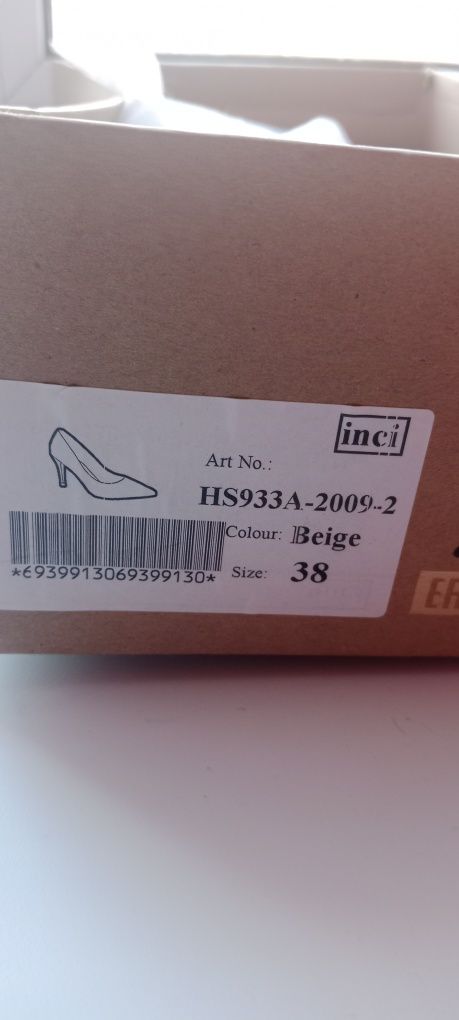 inci
Art No.:
HS933A-2009-2
Colour: Beige
*6939913069399130*
Size: 38